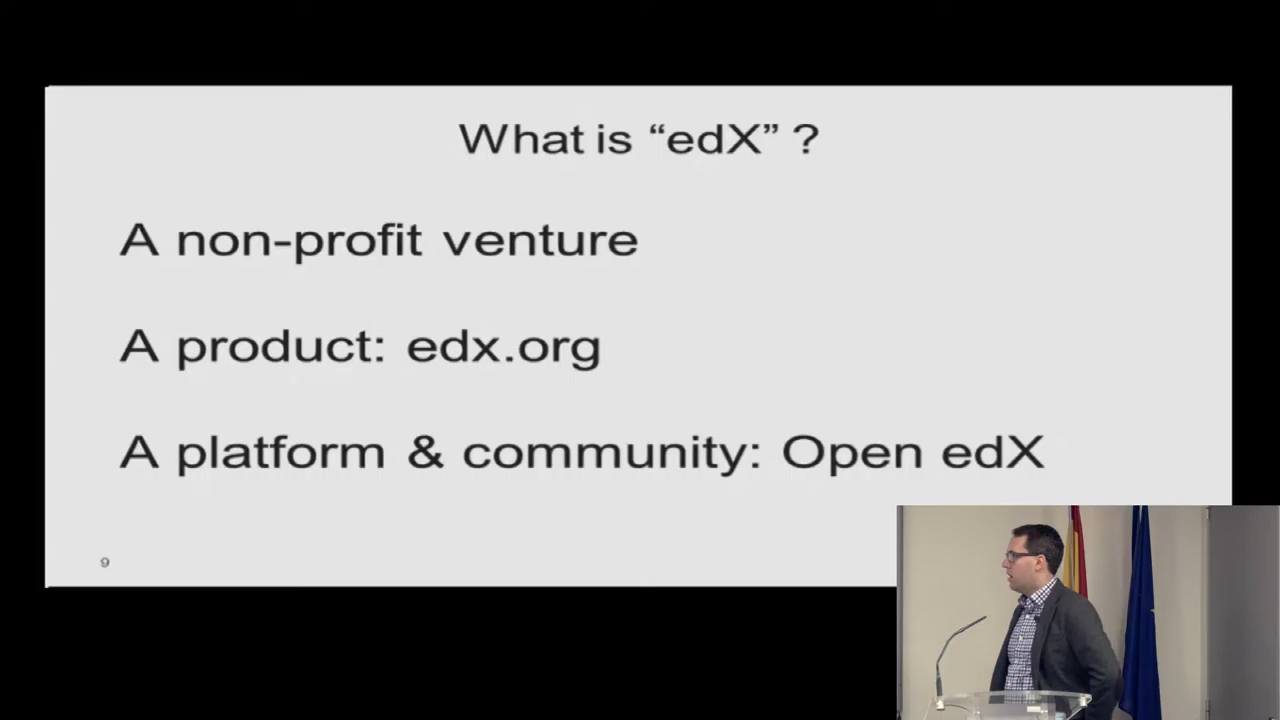 What is “edX” ?
A non-profit venture
A product: edx.org
A platform & community: Open edX
9